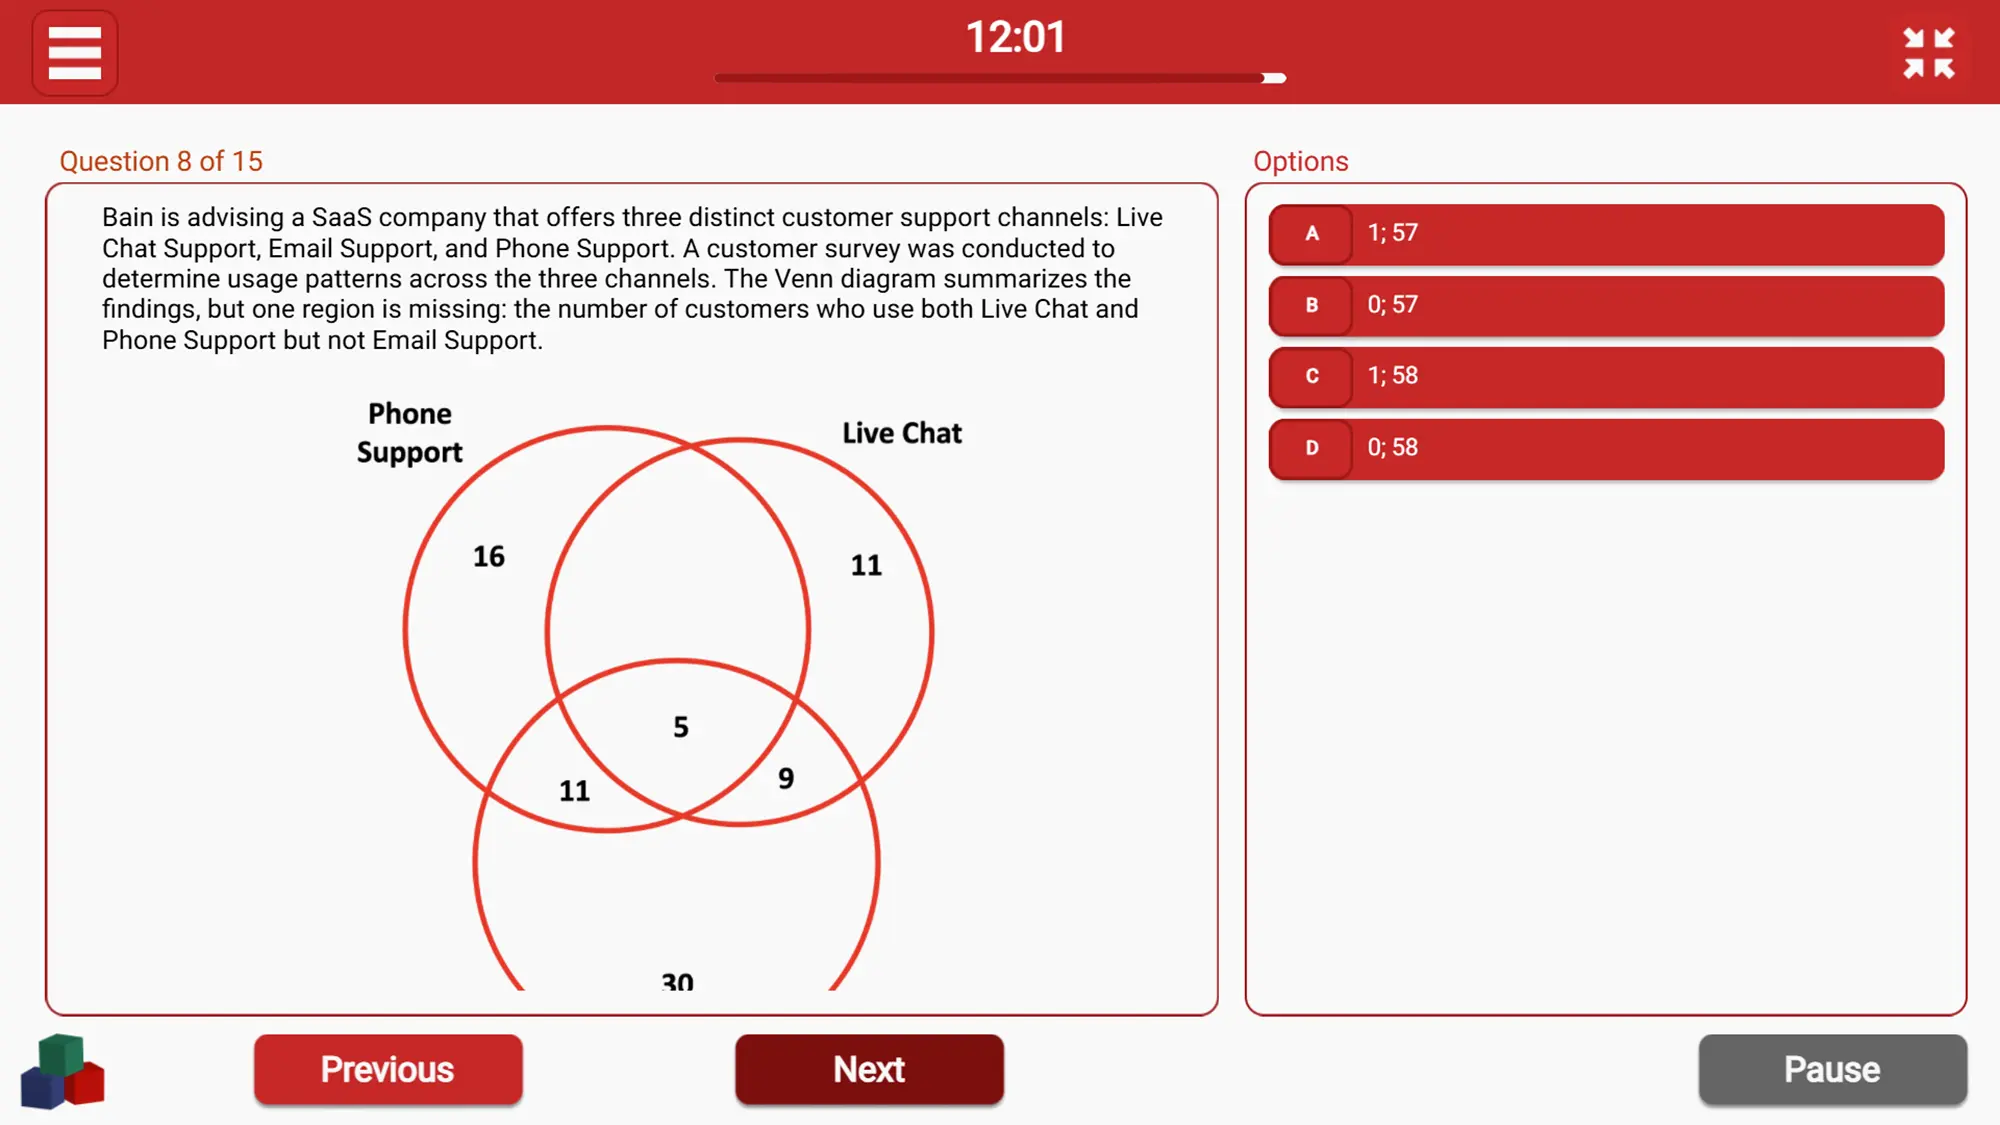 12:01
Question 8 of 15
Bain is advising a SaaS company that offers three distinct customer support channels: Live
Chat Support, Email Support, and Phone Support. A customer survey was conducted to
determine usage patterns across the three channels. The Venn diagram summarizes the
findings, but one region is missing: the number of customers who use both Live Chat and
Phone Support but not Email Support.
Phone
Support
Live Chat
16
11
5
11
9
30
Options
A
1; 57
B
0; 57
C
1; 58
D
0; 58
Previous
Next
Pause